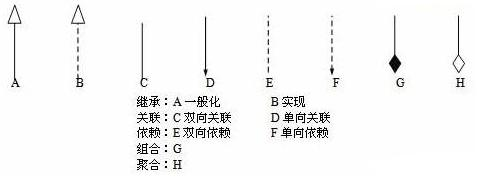 A B C D E F G H
继承：A 一般化 B 实现
关联：C 双向关联 D 单向关联
依赖：E 双向依赖 F 单向依赖
组合：G
聚合：H